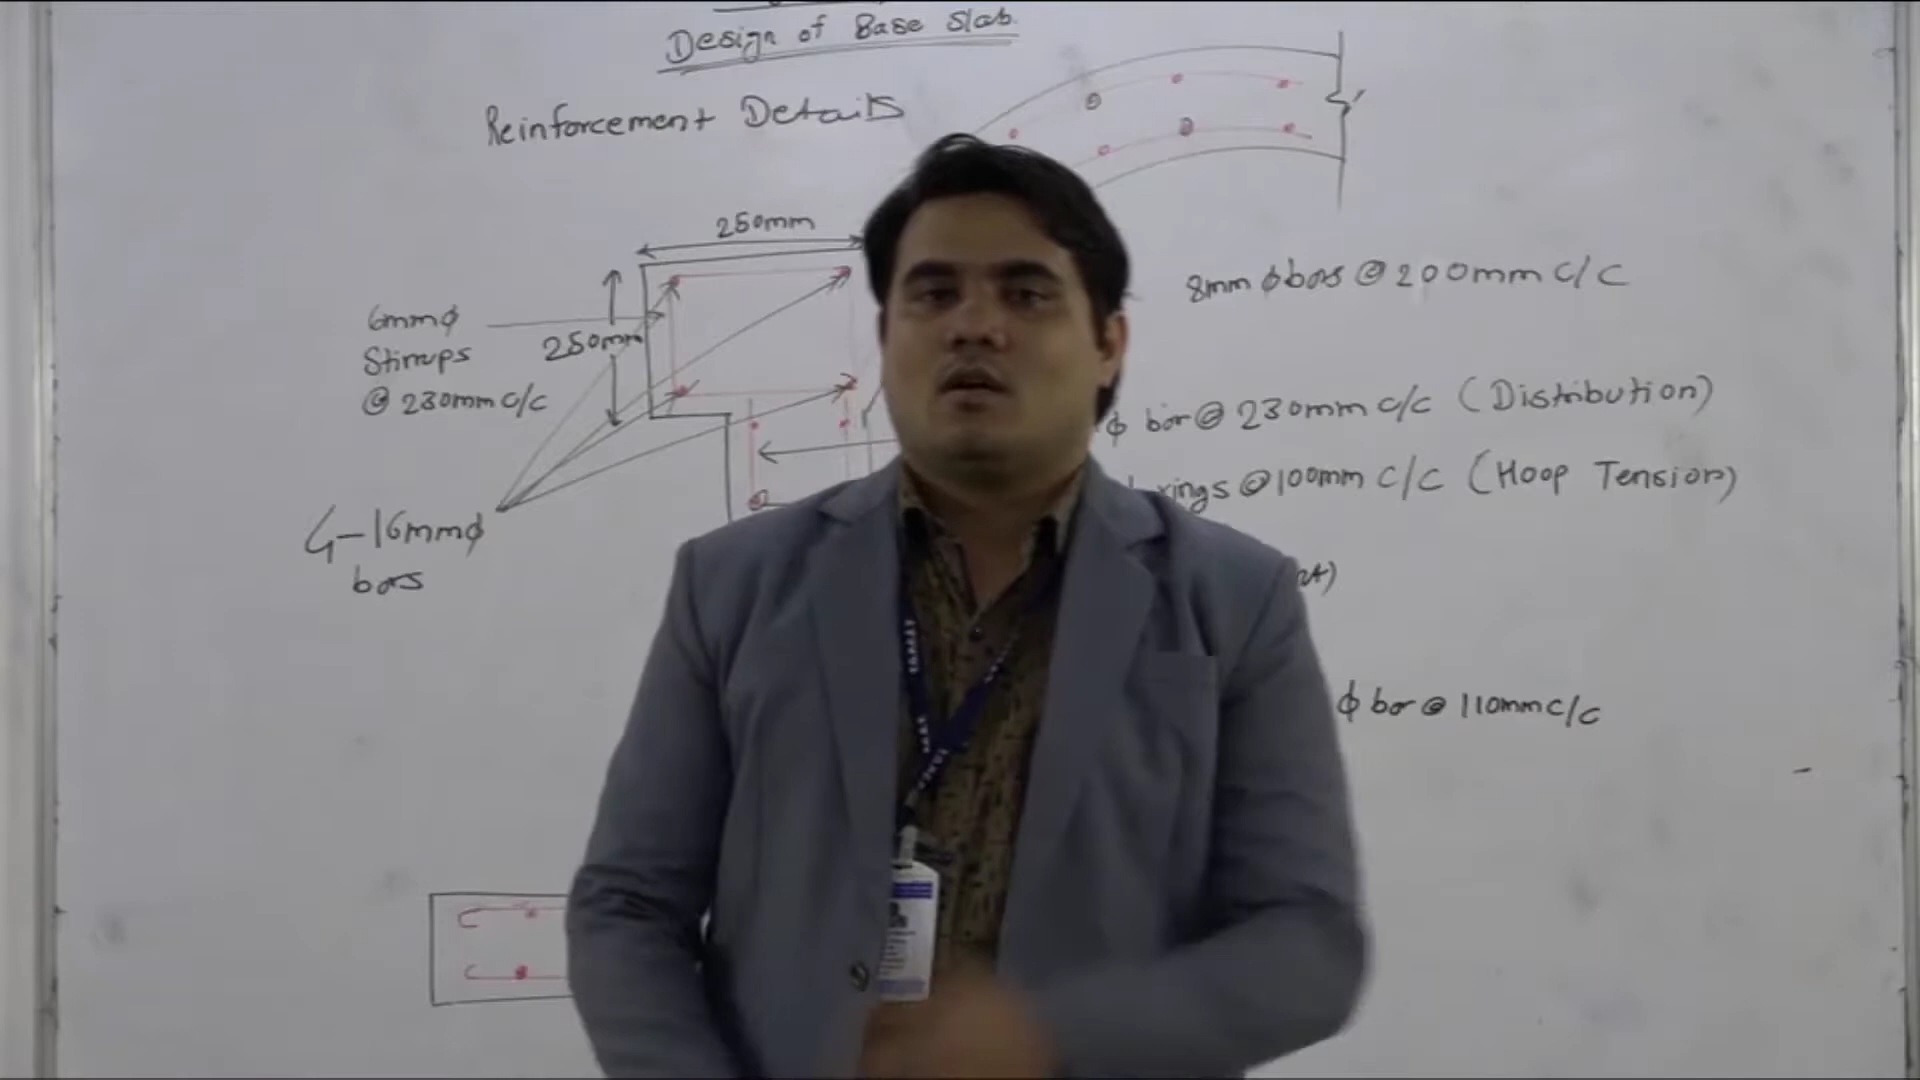 Design of Base Slab.
Reinforcement Details
250mm
250mm
6mmϕ
Stirrups
@ 230mm c/c
4-16mmϕ
bars
8mm ϕ bars @ 200mm c/c
ϕ bar @ 230mm c/c (Distribution)
rings @ 100mm c/c (Hoop Tension)
ϕ bar @ 110mm c/c